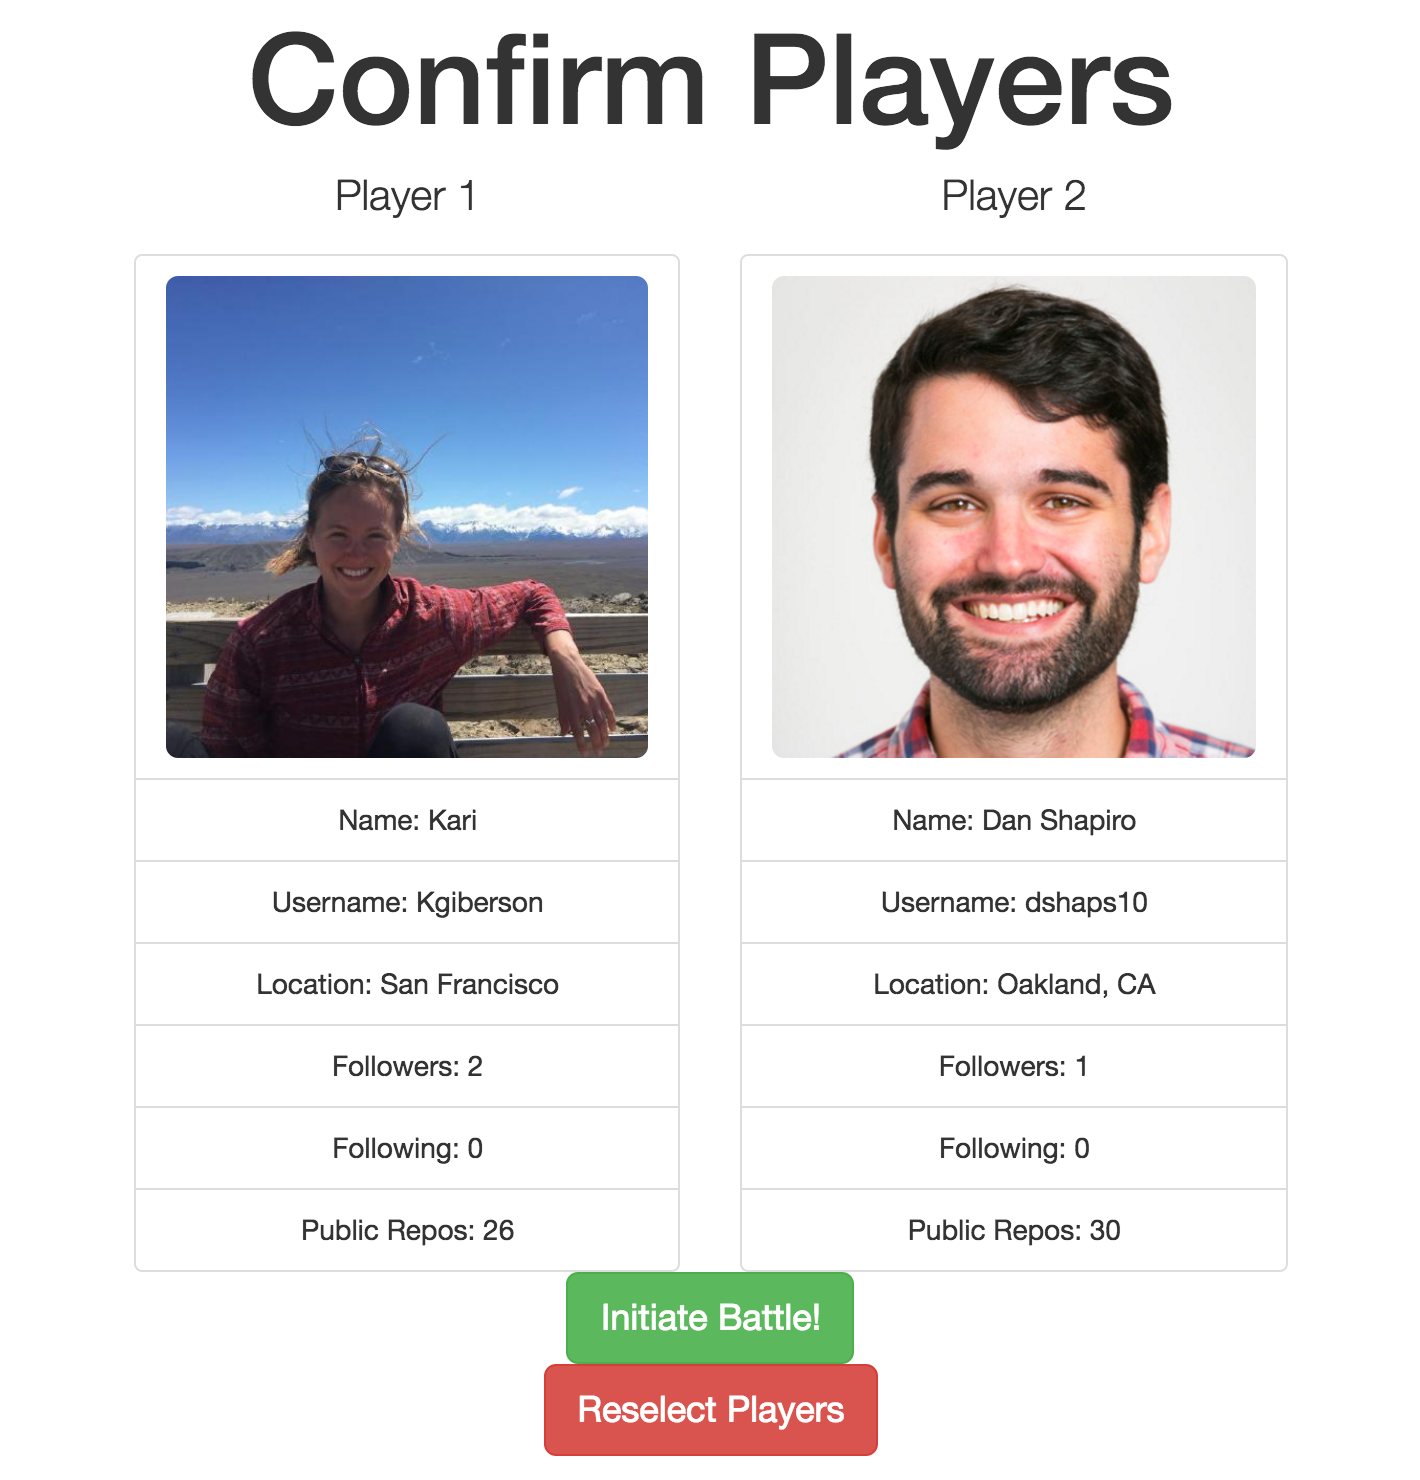 Confirm Players
Player 1
Name: Kari
Username: Kgiberson
Location: San Francisco
Followers: 2
Following: 0
Public Repos: 26
Player 2
Name: Dan Shapiro
Username: dshaps10
Location: Oakland, CA
Followers: 1
Following: 0
Public Repos: 30
Initiate Battle!
Reselect Players